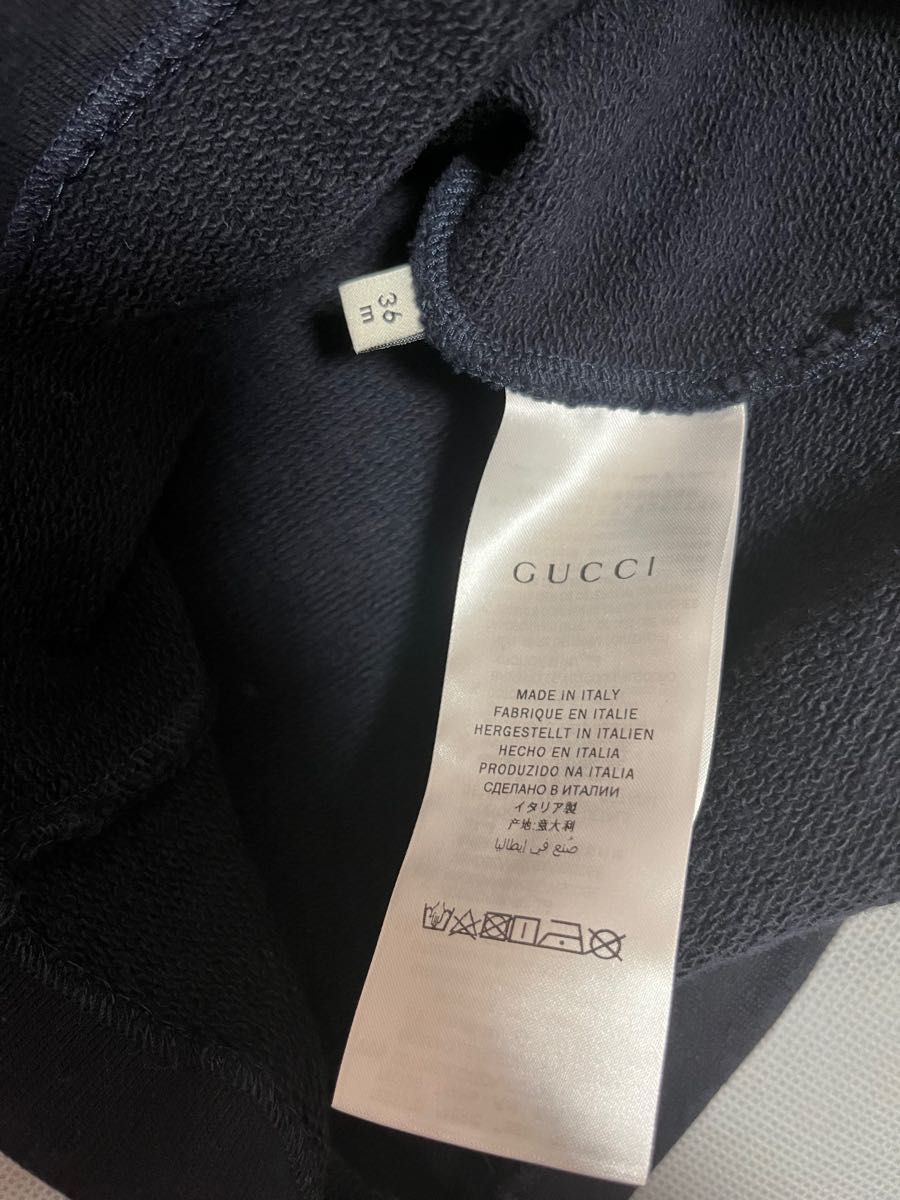 36
m
GUCCI
MADE IN ITALY
FABRIQUE EN ITALIE
HERGESTELLT IN ITALIEN
HECHO EN ITALIA
PRODUZIDO NA ITALIA
СДЕЛАНО В ИТАЛИИ
イタリア製
产地:意大利
صُنع في إيطاليا